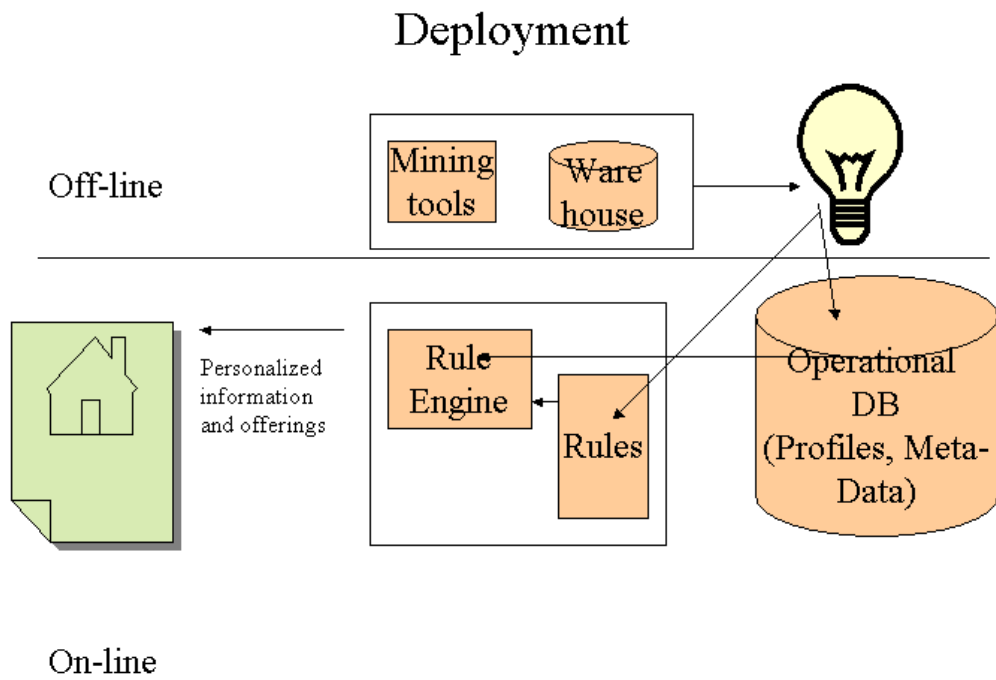 Deployment
Off-line
Mining
tools
Ware
house
Personalized
information
and offerings
Rule
Engine
Rules
Operational
DB
(Profiles, Meta-
Data)
On-line